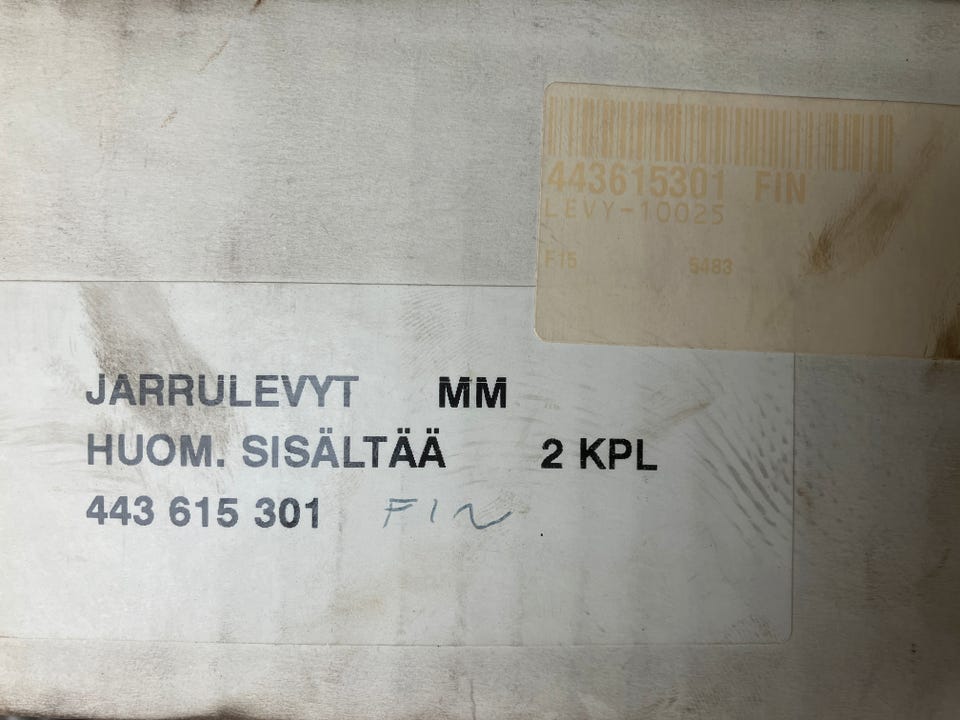 443615301 FIN
LEVY-10025
F15 5483
JARRULEVYT MM
HUOM. SISÄLTÄÄ 2 KPL
443 615 301 FIN